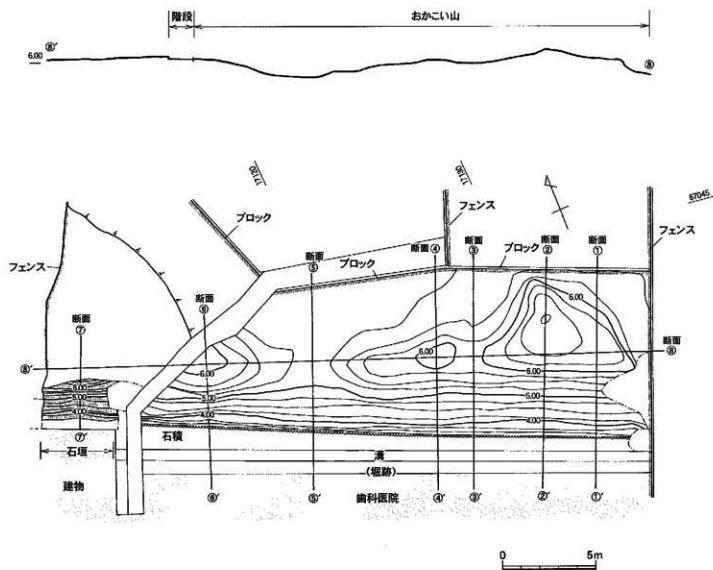 階段
おかこい山
⑧'
6.00
⑧
17120
17130
67045
ブロック
フェンス
フェンス
フェンス
断面
④
断面
③
ブロック
断面
②
断面
①
断面
⑤
ブロック
断面
⑥
断面
⑦
断面
⑧
6.00
6.00
6.00
6.00
⑧'
5.00
5.00
5.00
6.00
5.00
4.00
4.00
4.00
⑦'
石積
石垣
溝
(堀跡)
建物
歯科医院
⑥'
⑤'
④'
③'
②'
①'
0
5m